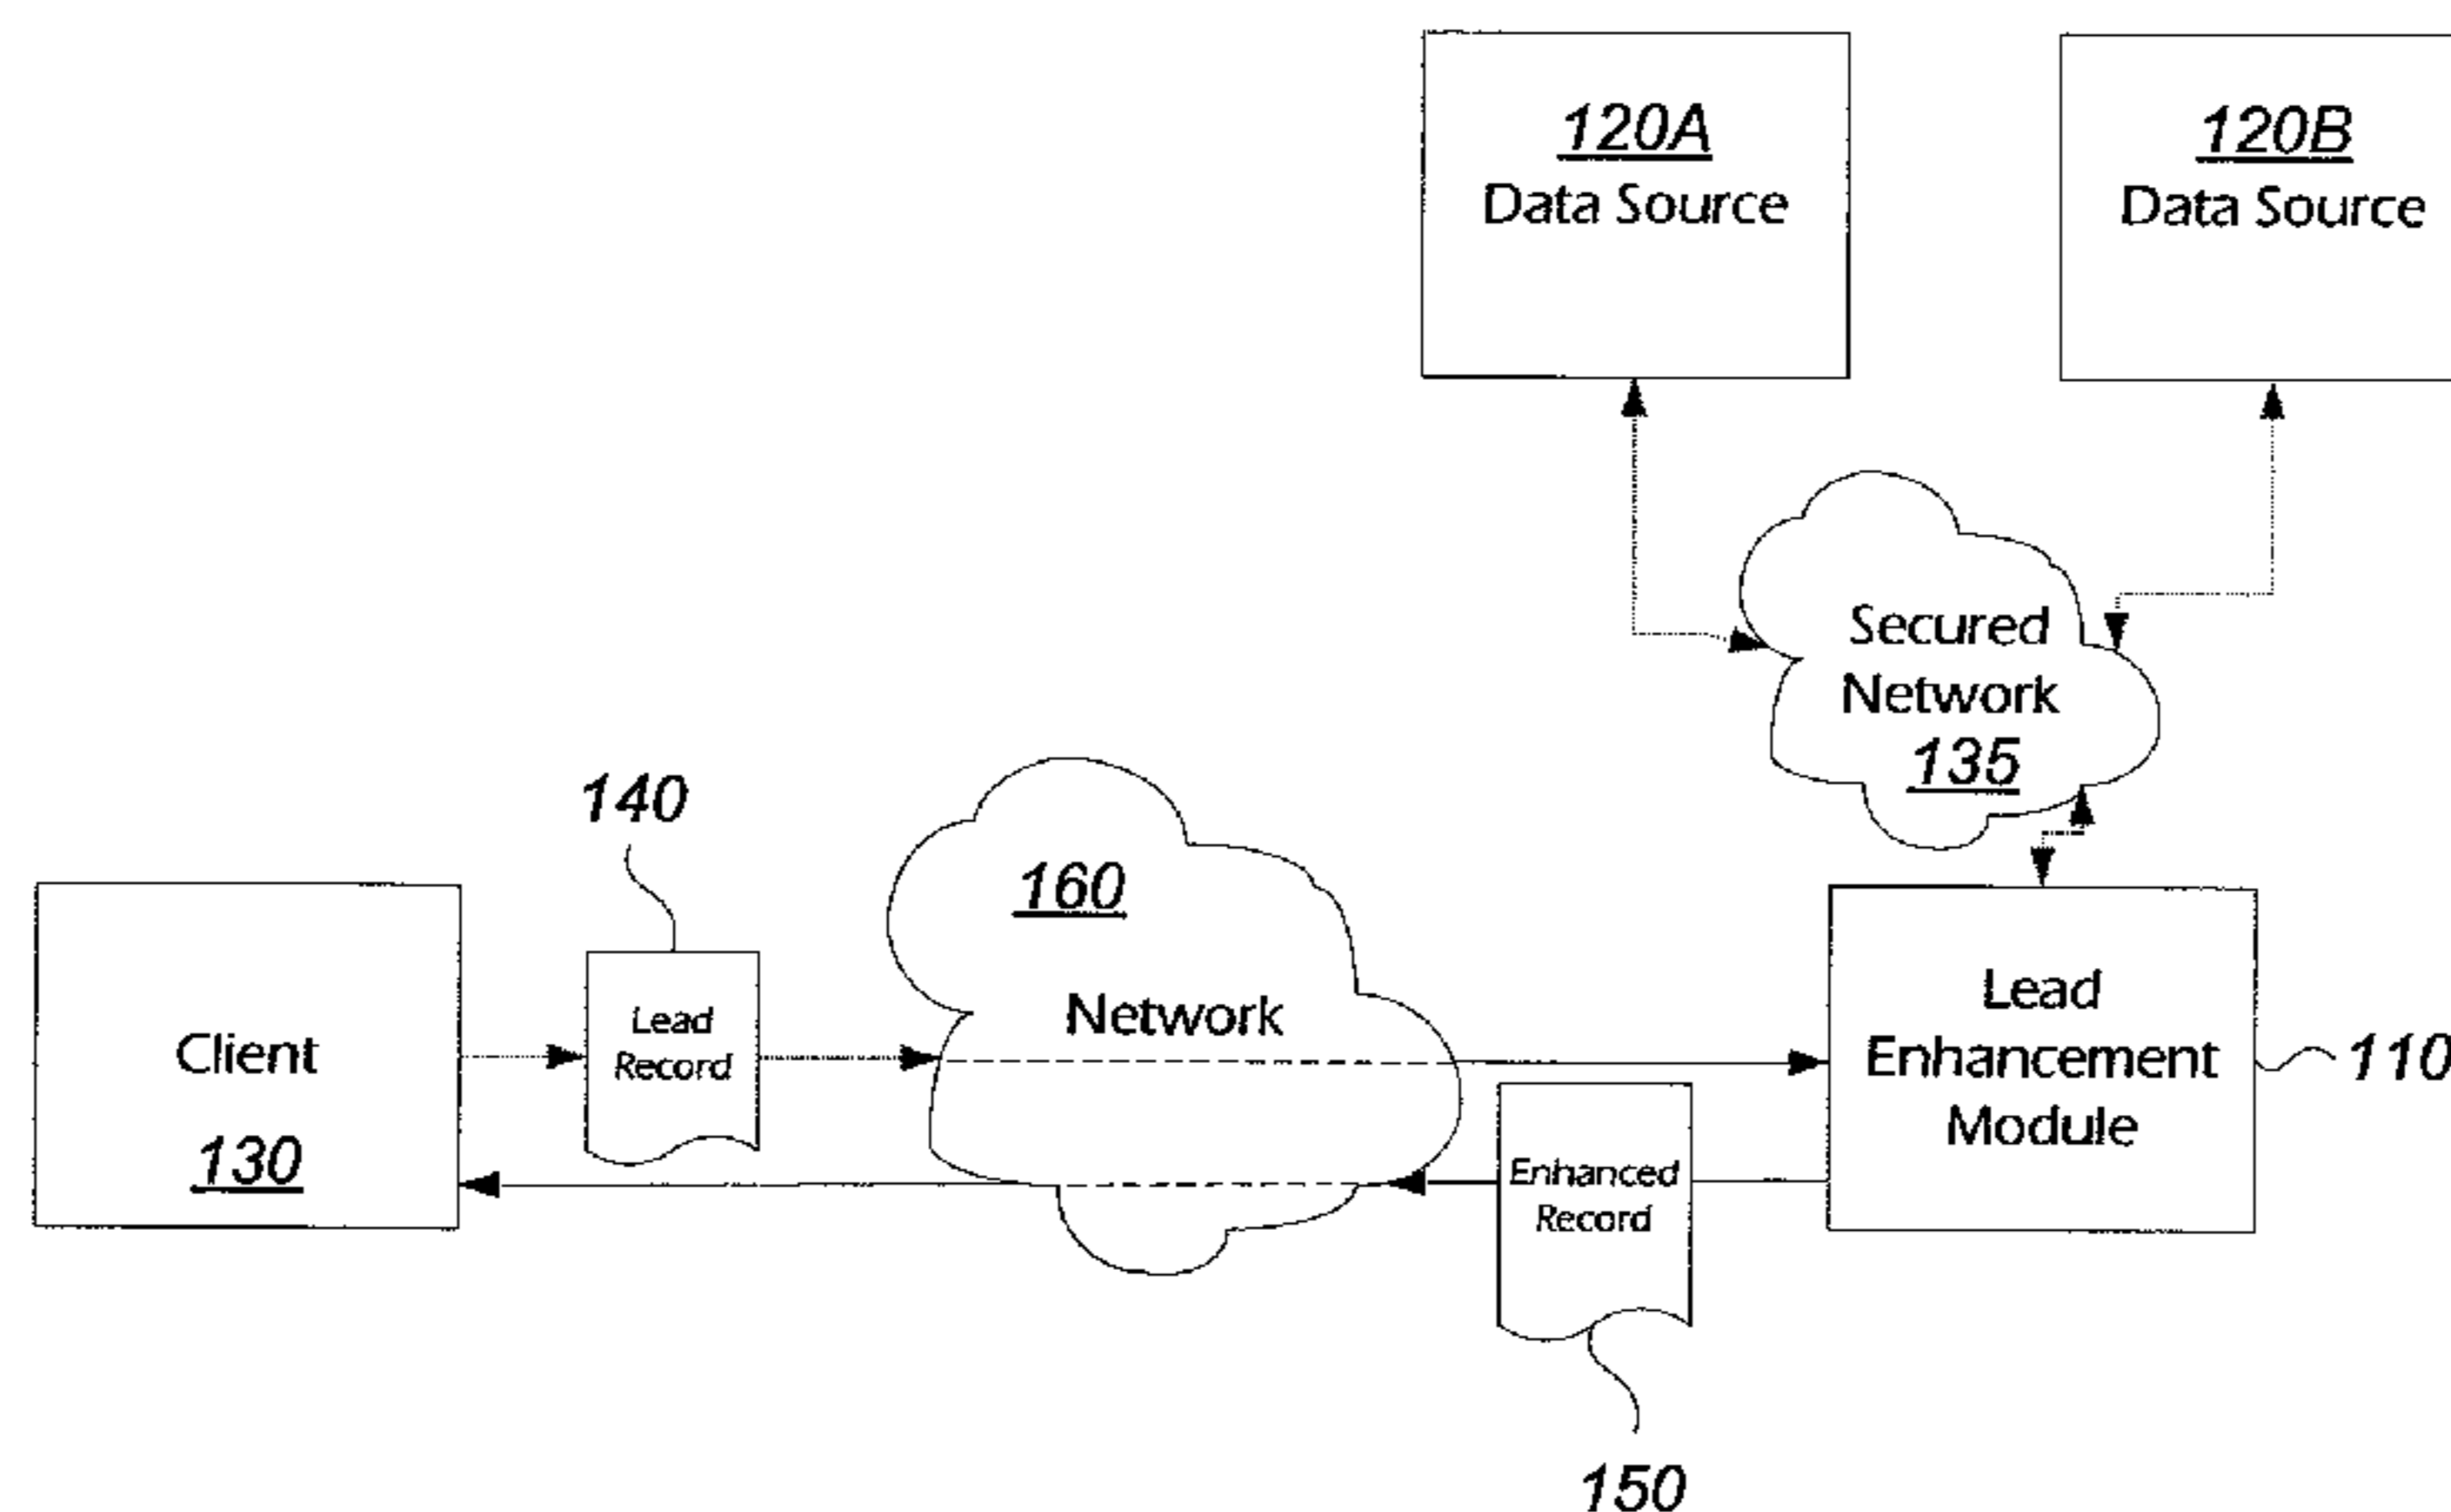 120A
Data Source
120B
Data Source
Secured
Network
135
140
160
Network
Client
130
Lead
Record
Lead
Enhancement
Module
110
Enhanced
Record
150